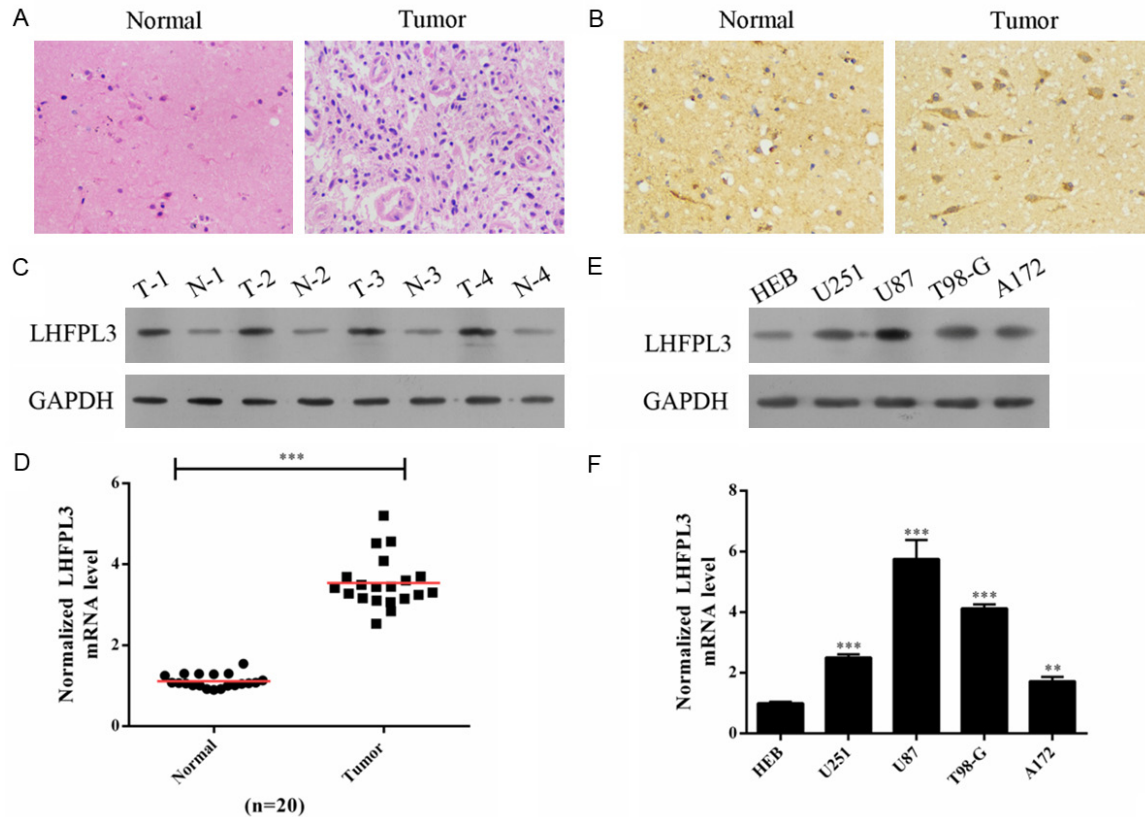 A
Normal
Tumor
B
Normal
Tumor
C
T-1 N-1 T-2 N-2 T-3 N-3 T-4 N-4
LHFPL3
GAPDH
E
HEB U251 U87 T98-G A172
LHFPL3
GAPDH
D
***
Normalized LHFPL3
mRNA level
6
4
2
0
Normal
Tumor
(n=20)
F
Normalized LHFPL3
mRNA level
8
6
4
2
0
***
***
***
**
HEB
U251
U87
T98-G
A172